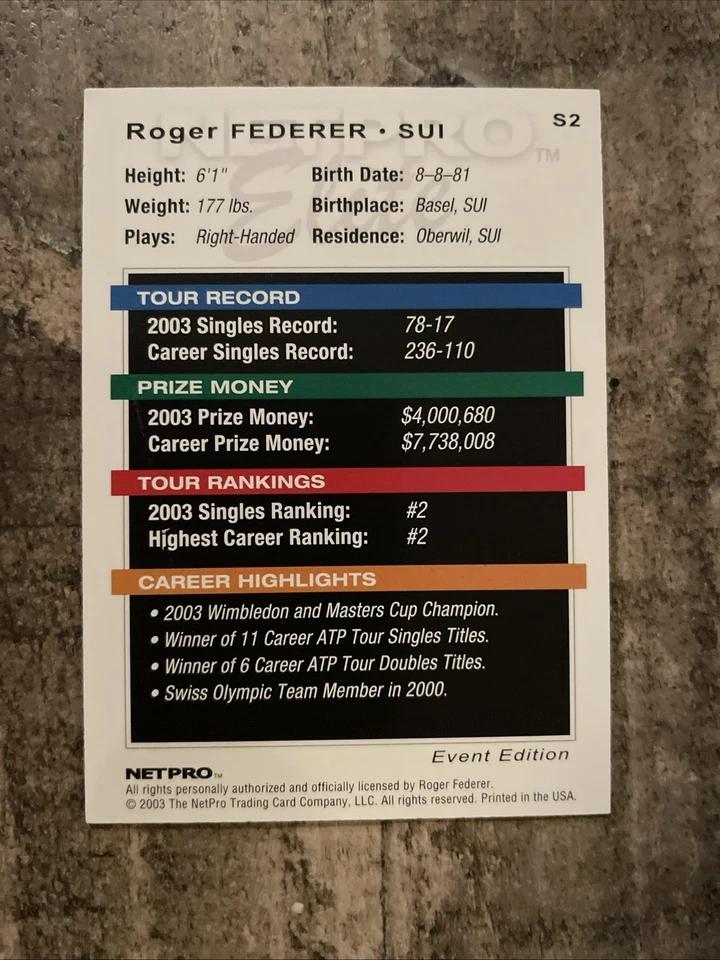 NETPRO
Elite
TM
Roger FEDERER • SUI
S2
Height: 6'1" Birth Date: 8–8–81
Weight: 177 lbs. Birthplace: Basel, SUI
Plays: Right-Handed Residence: Oberwil, SUI
TOUR RECORD
2003 Singles Record: 78-17
Career Singles Record: 236-110
PRIZE MONEY
2003 Prize Money: $4,000,680
Career Prize Money: $7,738,008
TOUR RANKINGS
2003 Singles Ranking: #2
Highest Career Ranking: #2
CAREER HIGHLIGHTS
• 2003 Wimbledon and Masters Cup Champion.
• Winner of 11 Career ATP Tour Singles Titles.
• Winner of 6 Career ATP Tour Doubles Titles.
• Swiss Olympic Team Member in 2000.
Event Edition
NETPRO™
All rights personally authorized and officially licensed by Roger Federer.
© 2003 The NetPro Trading Card Company, LLC. All rights reserved. Printed in the USA.